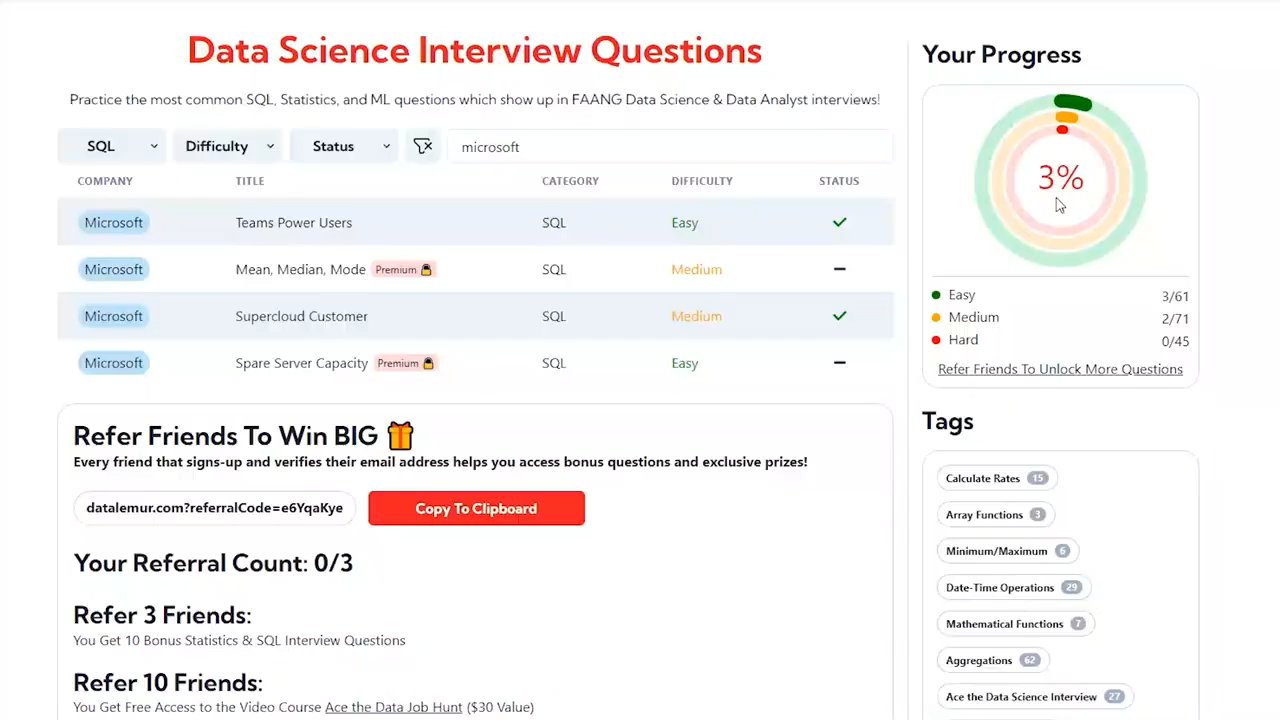 Data Science Interview Questions
Practice the most common SQL, Statistics, and ML questions which show up in FAANG Data Science & Data Analyst interviews!
SQL Difficulty Status microsoft
COMPANY TITLE CATEGORY DIFFICULTY STATUS
Microsoft Teams Power Users SQL Easy
Microsoft Mean, Median, Mode Premium SQL Medium
Microsoft Supercloud Customer SQL Medium
Microsoft Spare Server Capacity Premium SQL Easy
Refer Friends To Win BIG
Every friend that signs-up and verifies their email address helps you access bonus questions and exclusive prizes!
datalemur.com?referralCode=e6YqaKye Copy To Clipboard
Your Referral Count: 0/3
Refer 3 Friends:
You Get 10 Bonus Statistics & SQL Interview Questions
Refer 10 Friends:
You Get Free Access to the Video Course Ace the Data Job Hunt ($30 Value)
Your Progress
3%
Easy 3/61
Medium 2/71
Hard 0/45
Refer Friends To Unlock More Questions
Tags
Calculate Rates 15
Array Functions 3
Minimum/Maximum 6
Date-Time Operations 29
Mathematical Functions 7
Aggregations 62
Ace the Data Science Interview 27